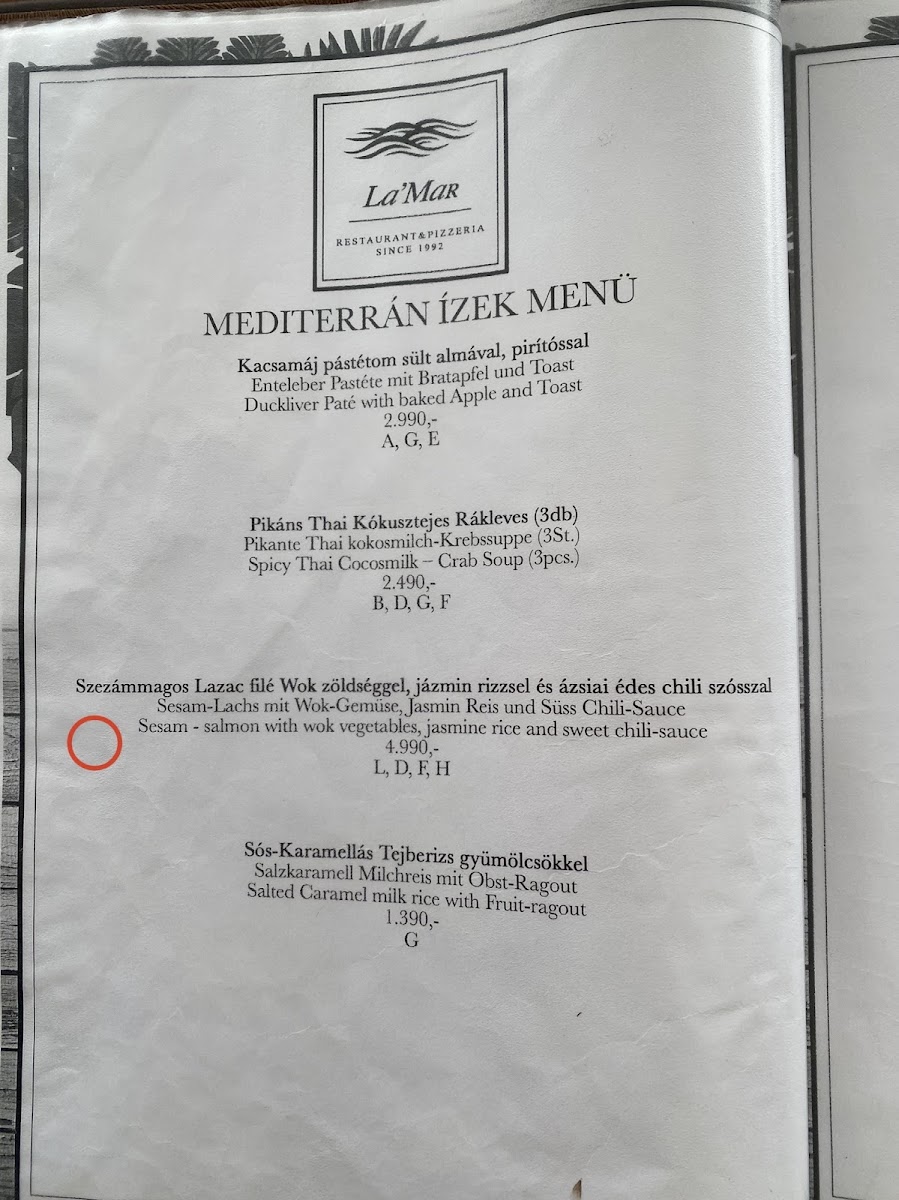 La'Mar
RESTAURANT&PIZZERIA
SINCE 1992
MEDITERRÁN ÍZEK MENÜ
Kacsamáj pástétom sült almával, pirítóssal
Enteleber Pastéte mit Bratapfel und Toast
Duckliver Paté with baked Apple and Toast
2.990,-
A, G, E
Pikáns Thai Kókusztejes Rákleves (3db)
Pikante Thai kokosmilch-Krebssuppe (3St.)
Spicy Thai Cocosmilk – Crab Soup (3pcs.)
2.490,-
B, D, G, F
Szezámmagos Lazac filé Wok zöldséggel, jázmin rizzsel és ázsiai édes chili szósszal
Sesam-Lachs mit Wok-Gemüse, Jasmin Reis und Süss Chili-Sauce
Sesam - salmon with wok vegetables, jasmine rice and sweet chili-sauce
4.990,-
L, D, F, H
Sós-Karamellás Tejberizs gyümölcsökkel
Salzkaramell Milchreis mit Obst-Ragout
Salted Caramel milk rice with Fruit-ragout
1.390,-
G